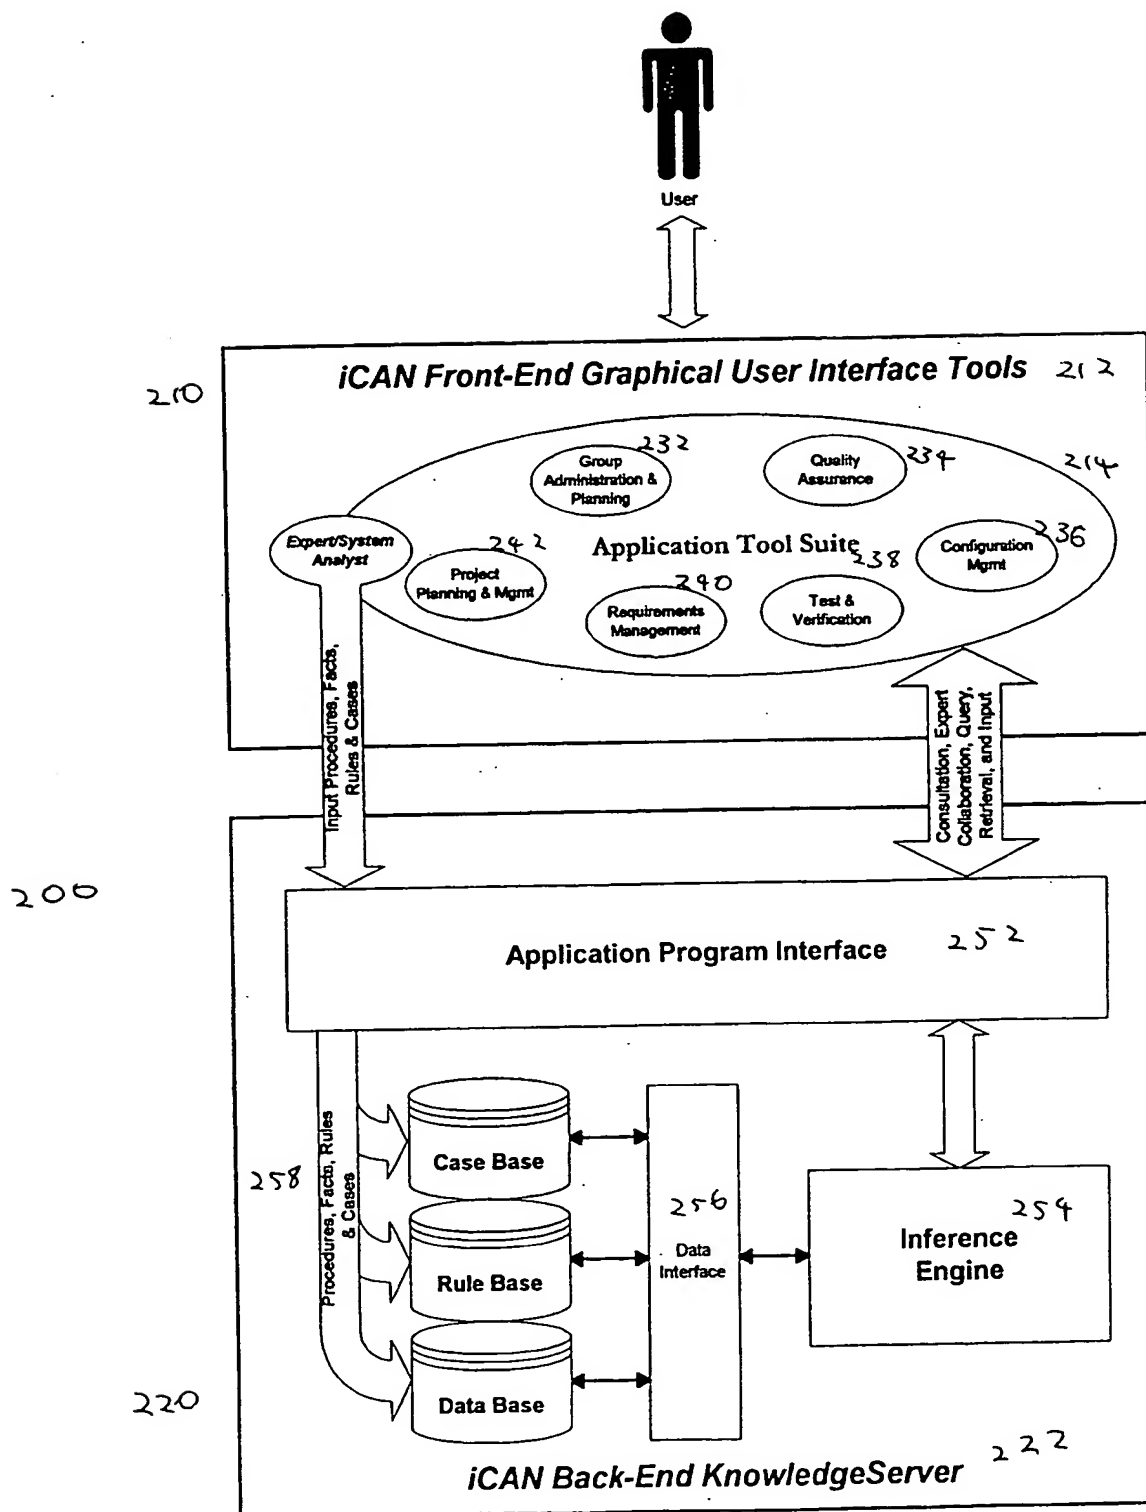 User
iCAN Front-End Graphical User Interface Tools 212
210
232
Group
Administration &
Planning
234
Quality
Assurance
214
Expert/System
Analyst
242
Project
Planning & Mgmt
Application Tool Suite
238
236
Configuration
Mgmt
240
Requirements
Management
Test &
Verification
Input Procedures, Facts,
Rules & Cases
Consultation, Expert
Collaboration, Query,
Retrieval, and Input
200
Application Program Interface 252
258
Procedures, Facts, Rules
& Cases
Case Base
Rule Base
Data Base
256
Data
Interface
254
Inference
Engine
220
222
iCAN Back-End KnowledgeServer